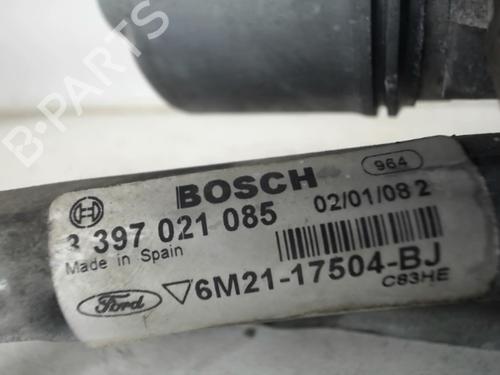 B-PARTS
964
BOSCH
3 397 021 085
02/01/08 2
Made in Spain
Ford
6M21-17504-BJ
C83HE